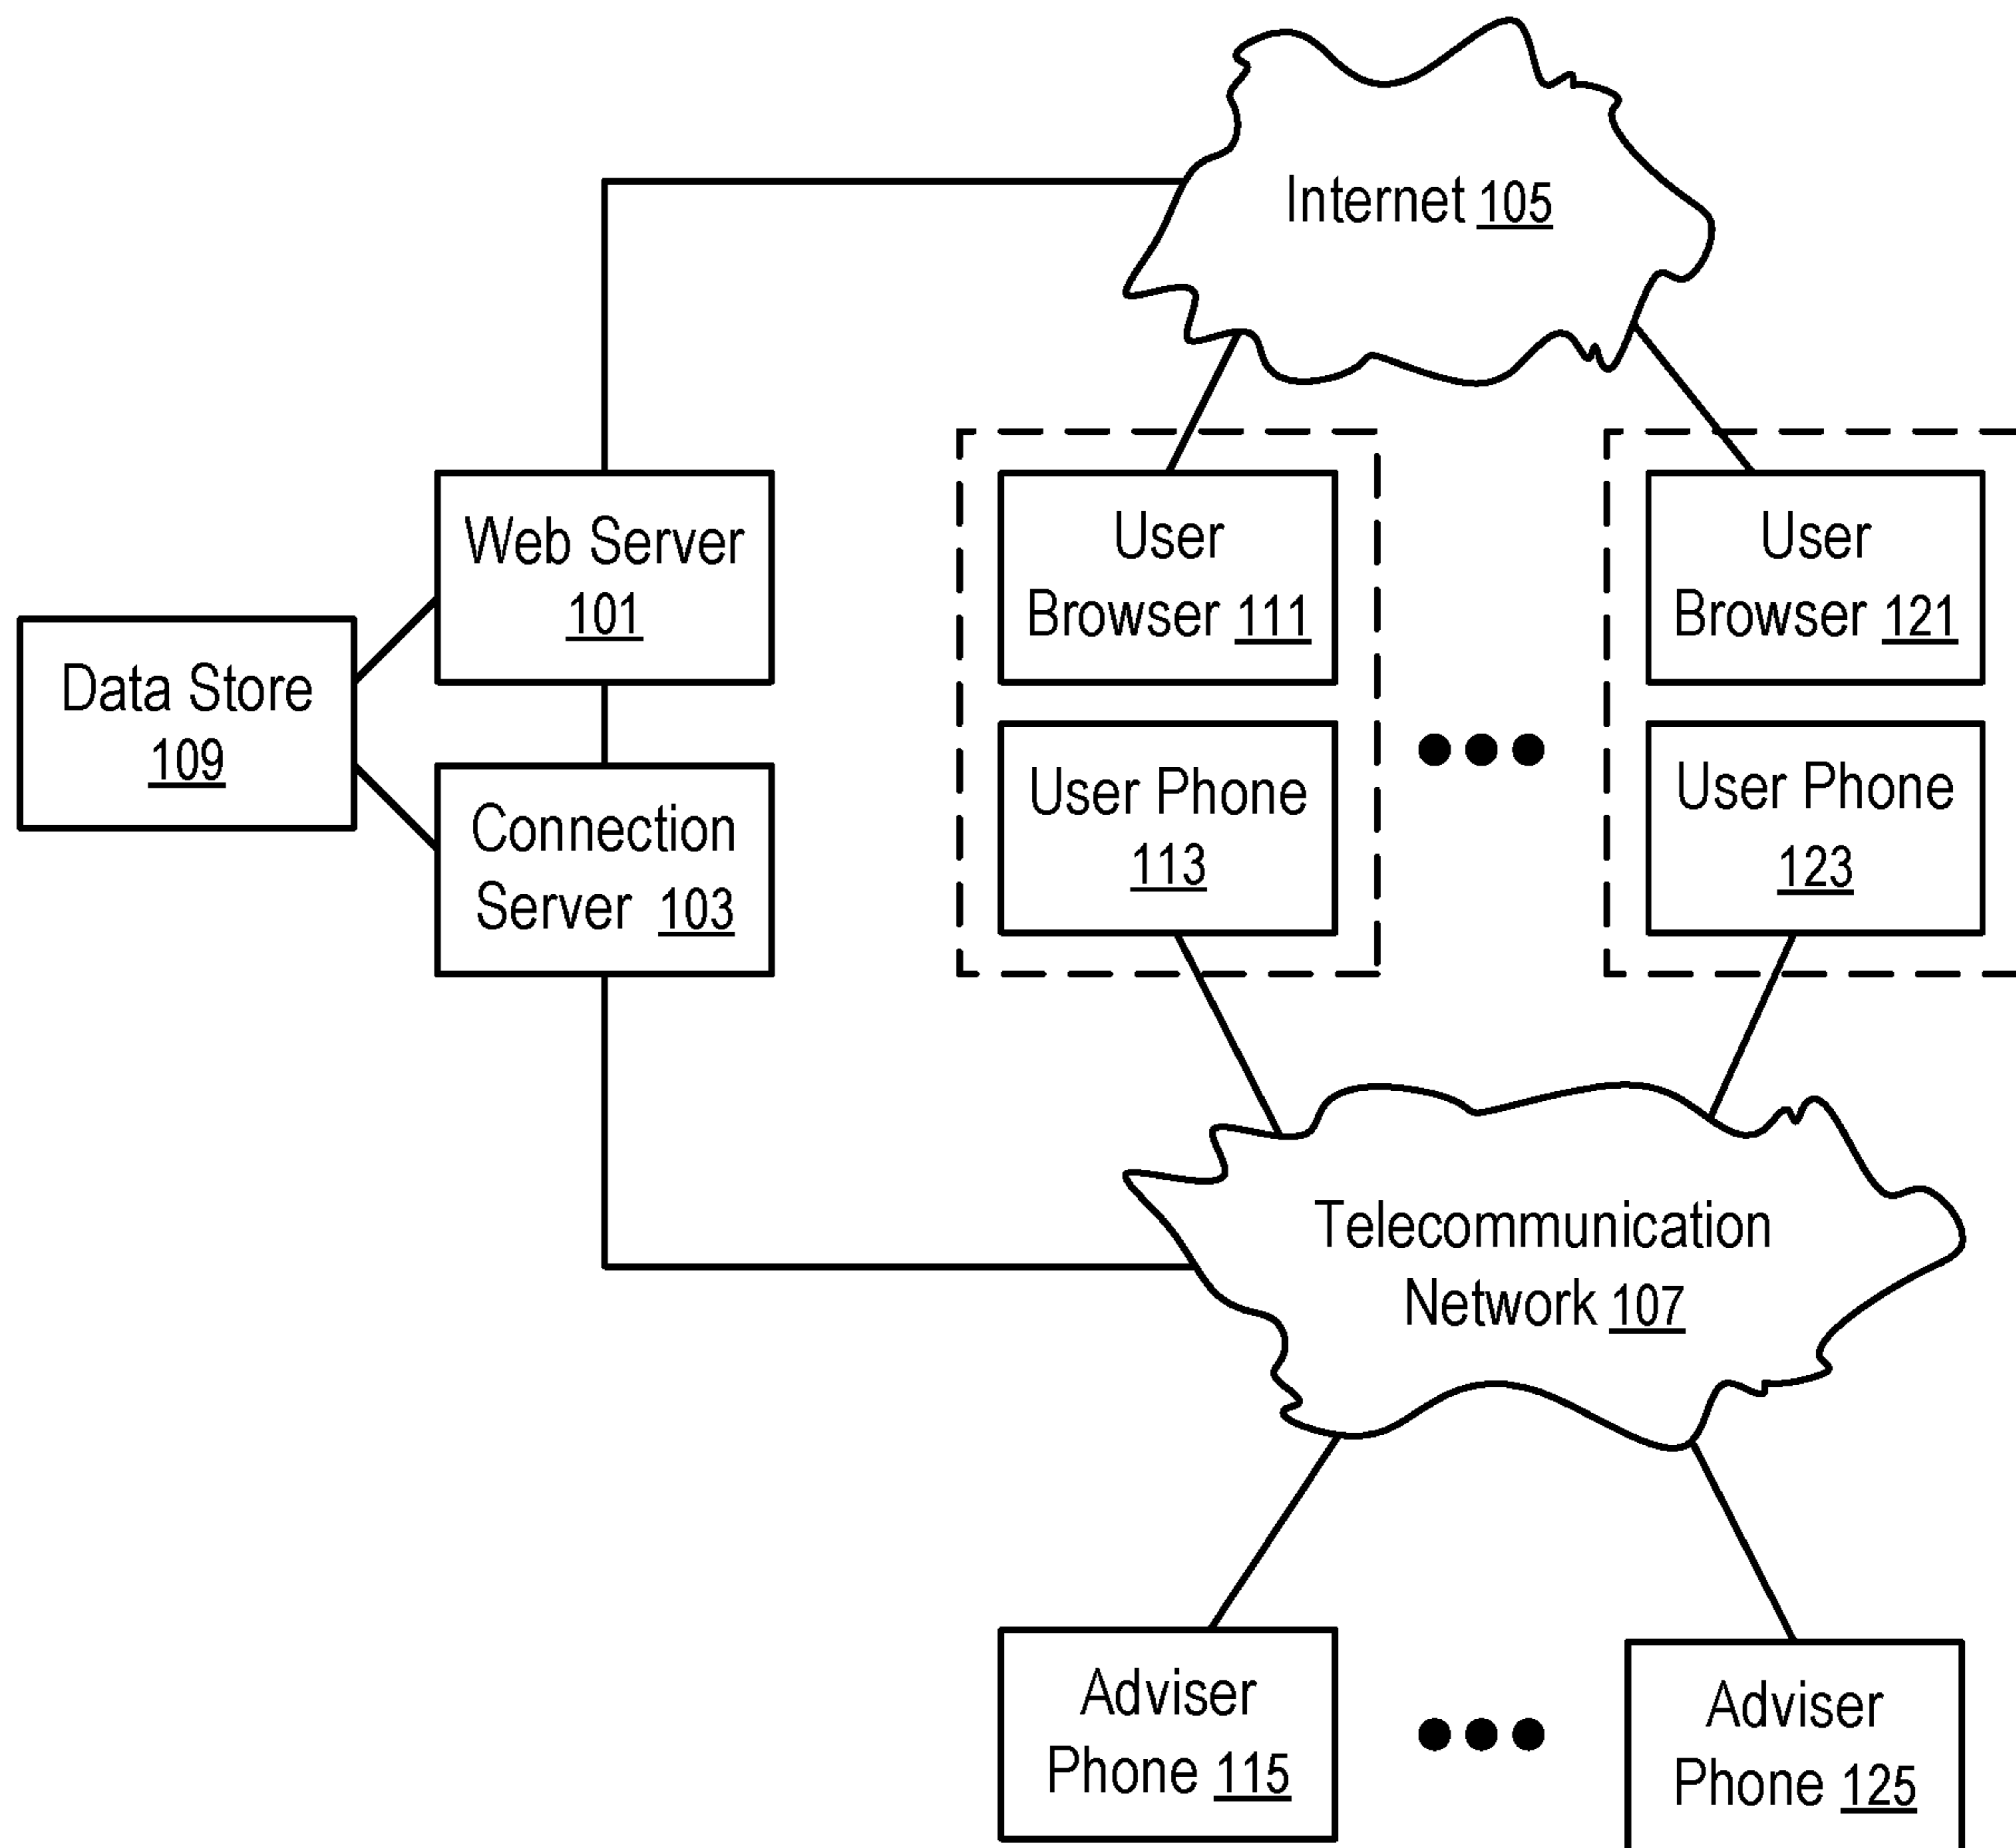 Internet 105
Web Server
101
User
Browser 111
User
Browser 121
Data Store
109
Connection
Server 103
User Phone
113
User Phone
123
Telecommunication
Network 107
Adviser
Phone 115
Adviser
Phone 125